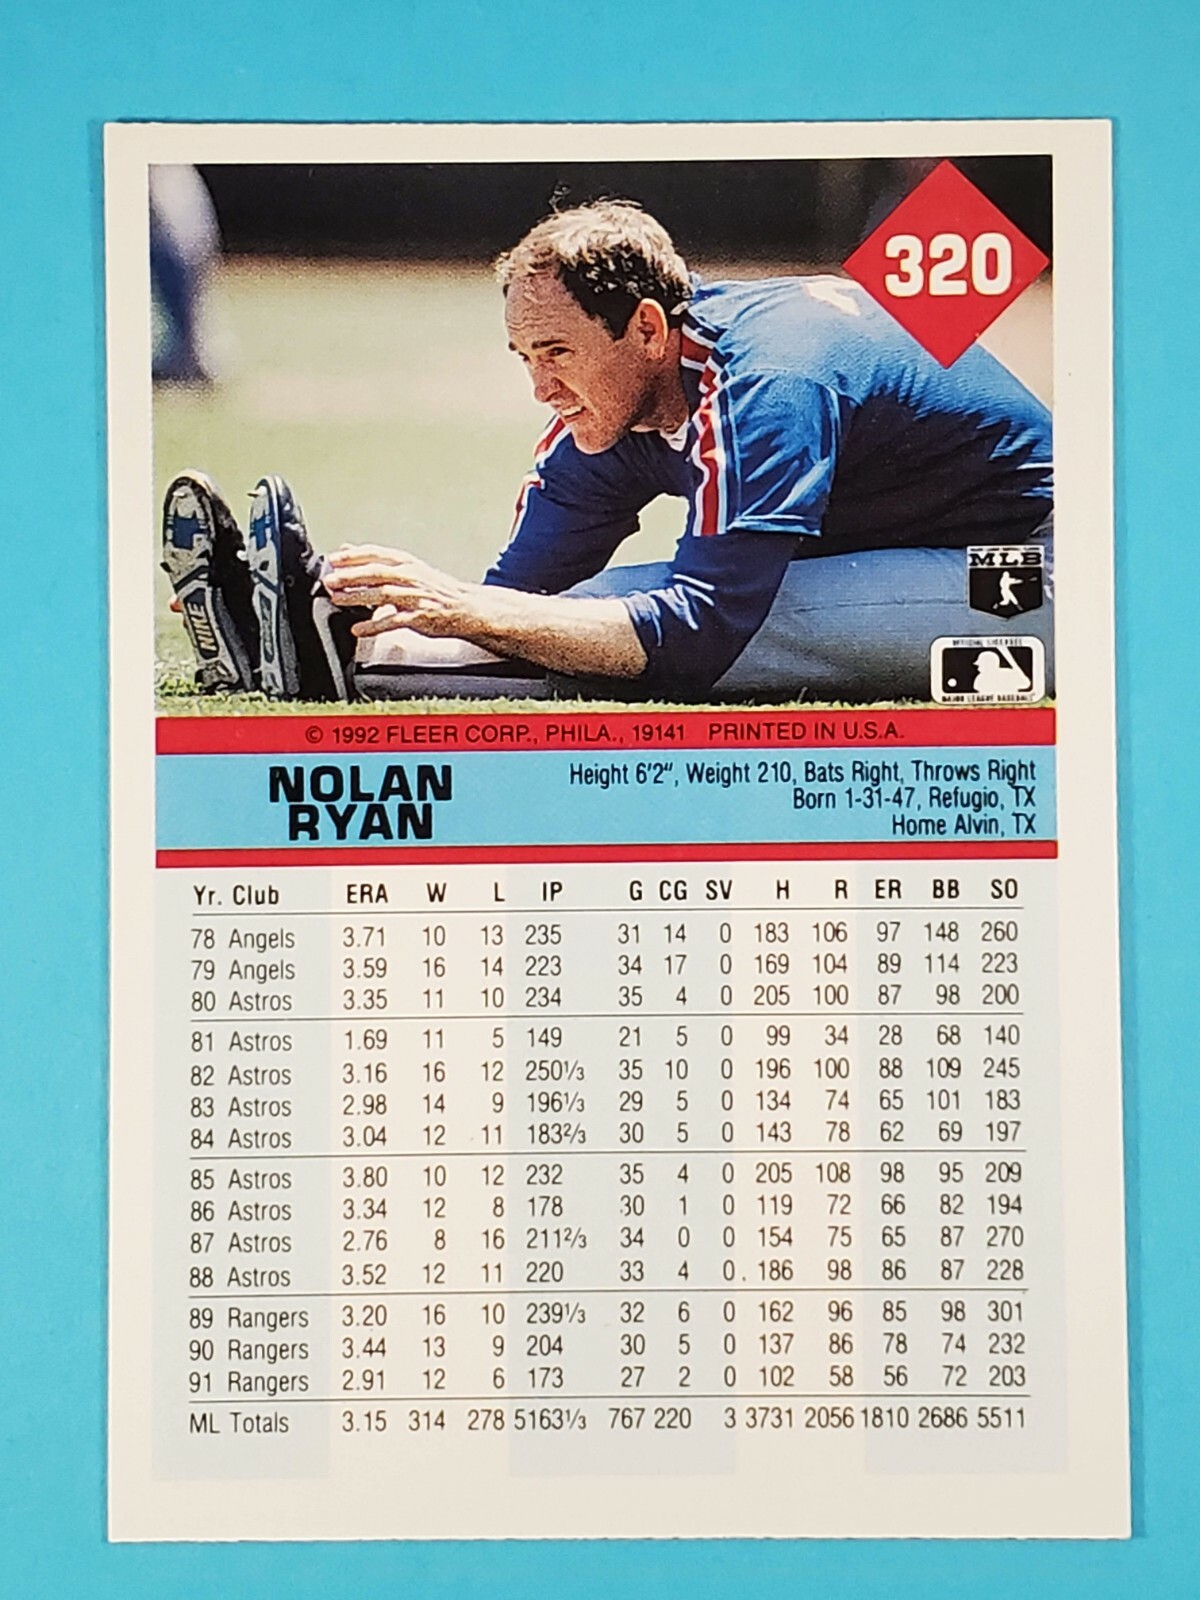 320
NIKE
MLB
OFFICIAL LICENSEE
MAJOR LEAGUE BASEBALL
© 1992 FLEER CORP., PHILA., 19141 PRINTED IN U.S.A.
NOLAN
RYAN
Height 6'2", Weight 210, Bats Right, Throws Right
Born 1-31-47, Refugio, TX
Home Alvin, TX
Yr. Club ERA W L IP G CG SV H R ER BB SO
78 Angels 3.71 10 13 235 31 14 0 183 106 97 148 260
79 Angels 3.59 16 14 223 34 17 0 169 104 89 114 223
80 Astros 3.35 11 10 234 35 4 0 205 100 87 98 200
81 Astros 1.69 11 5 149 21 5 0 99 34 28 68 140
82 Astros 3.16 16 12 250⅓ 35 10 0 196 100 88 109 245
83 Astros 2.98 14 9 196⅓ 29 5 0 134 74 65 101 183
84 Astros 3.04 12 11 183⅔ 30 5 0 143 78 62 69 197
85 Astros 3.80 10 12 232 35 4 0 205 108 98 95 209
86 Astros 3.34 12 8 178 30 1 0 119 72 66 82 194
87 Astros 2.76 8 16 211⅔ 34 0 0 154 75 65 87 270
88 Astros 3.52 12 11 220 33 4 0 186 98 86 87 228
89 Rangers 3.20 16 10 239⅓ 32 6 0 162 96 85 98 301
90 Rangers 3.44 13 9 204 30 5 0 137 86 78 74 232
91 Rangers 2.91 12 6 173 27 2 0 102 58 56 72 203
ML Totals 3.15 314 278 5163⅓ 767 220 3 3731 2056 1810 2686 5511